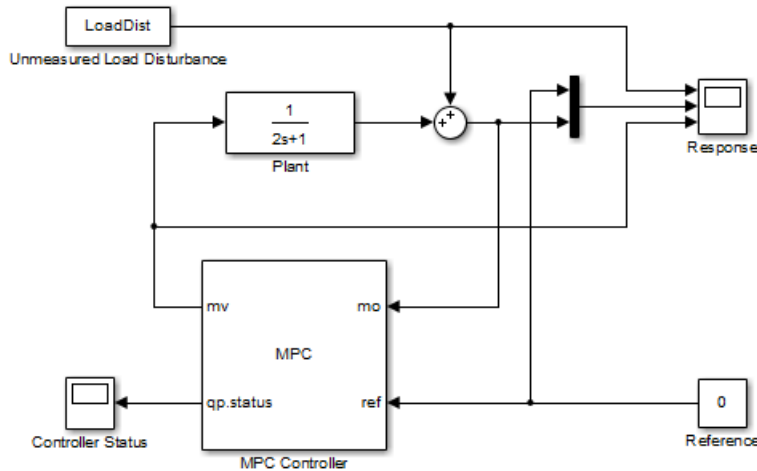 LoadDist
Unmeasured Load Disturbance
1
2s+1
Plant
+
+
Response
mv
mo
MPC
qp.status
ref
0
Controller Status
Reference
MPC Controller